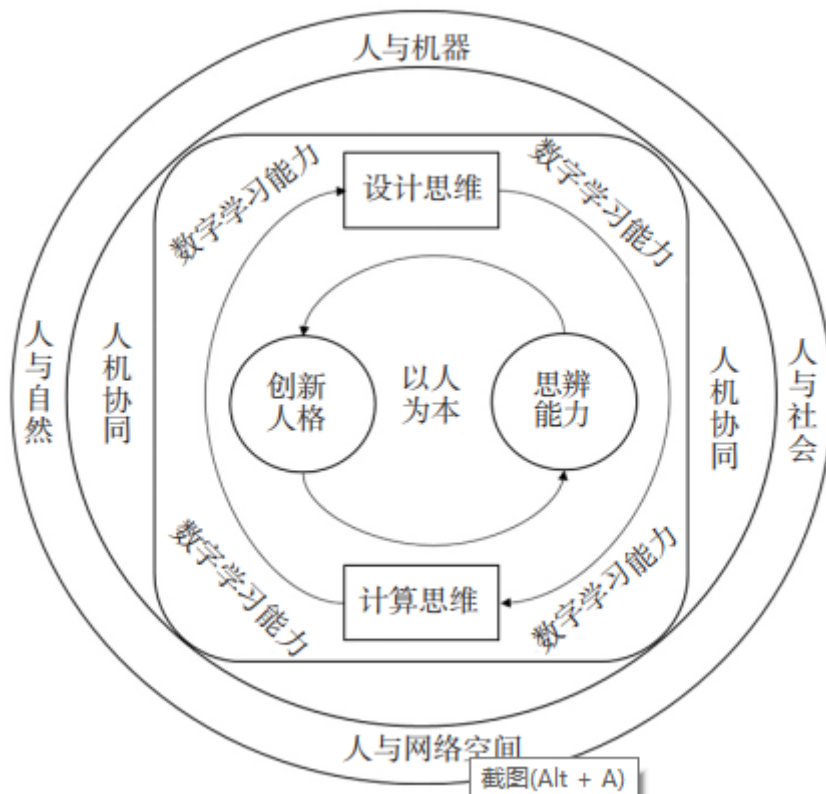 人与机器
数字学习能力
设计思维
数字学习能力
人与自然
人机协同
创新
人格
以人
为本
思辨
能力
人机协同
人与社会
数字学习能力
计算思维
数字学习能力
人与网络空间
截图(Alt + A)